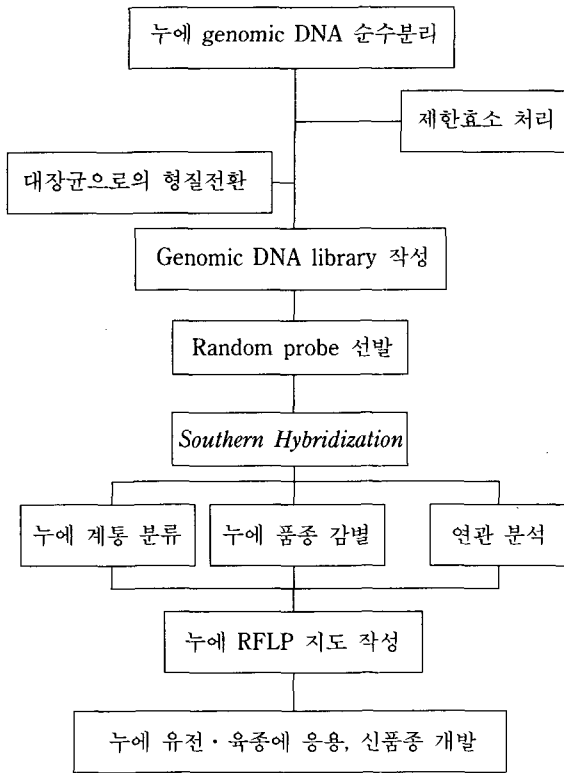 누에 genomic DNA 순수분리
제한효소 처리
대장균으로의 형질전환
Genomic DNA library 작성
Random probe 선발
Southern Hybridization
누에 계통 분류
누에 품종 감별
연관 분석
누에 RFLP 지도 작성
누에 유전·육종에 응용, 신품종 개발